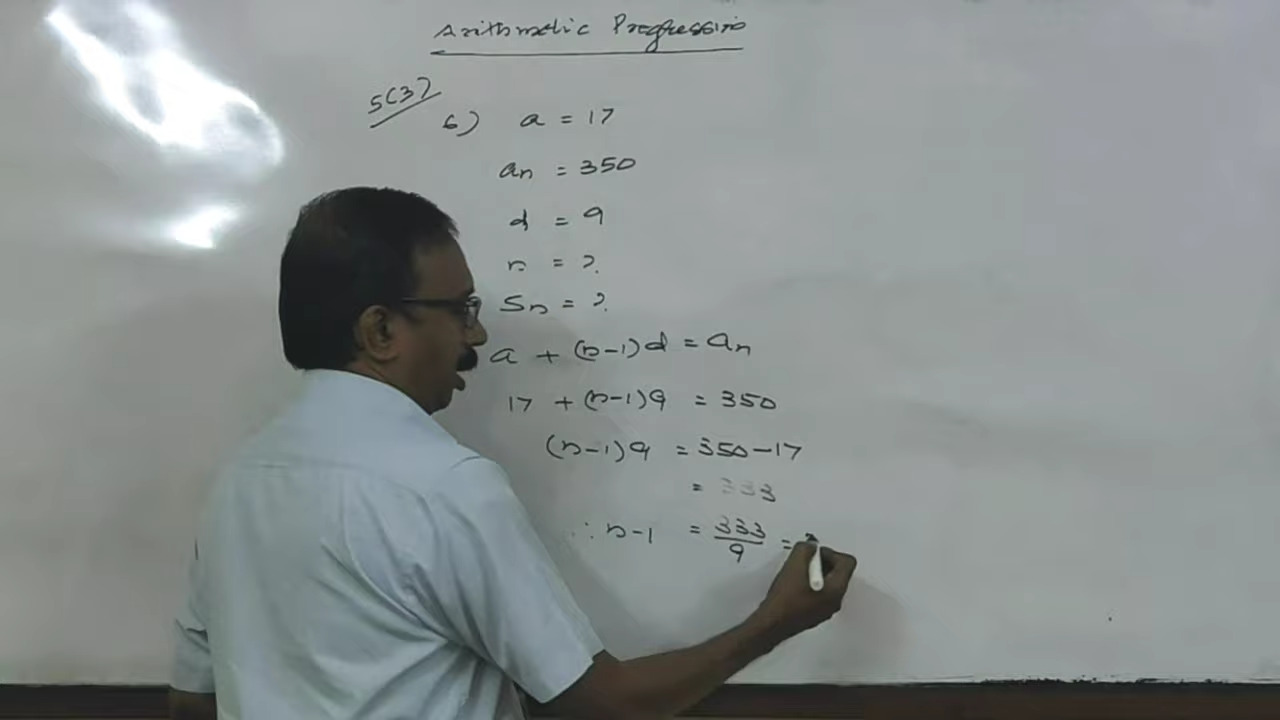 Arithmetic Progression
5(3)
6) a = 17
an = 350
d = 9
n = ?
Sn = ?
a + (n-1)d = an
17 + (n-1)9 = 350
(n-1)9 = 350-17
= 333
∴ n-1 = 333/9 =